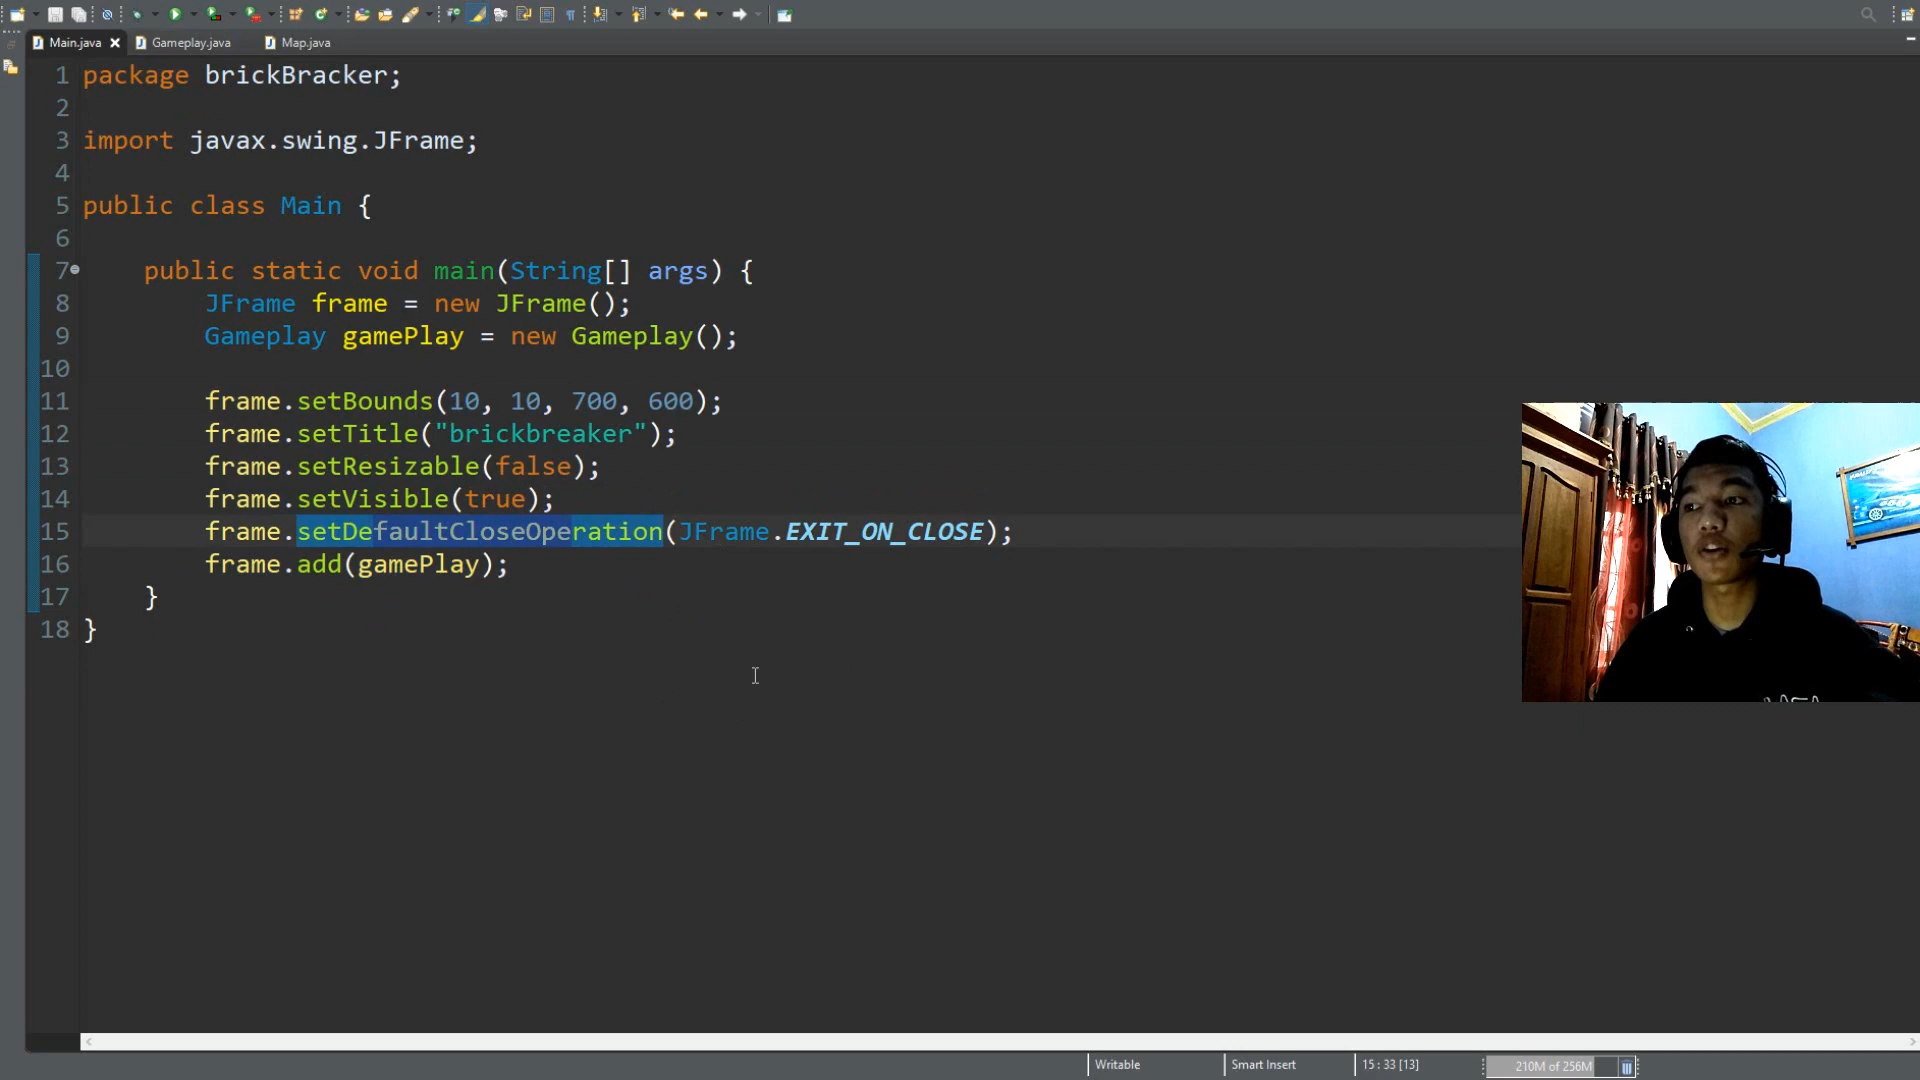 Main.java
Gameplay.java
Map.java
1 package brickBracker;
2
3 import javax.swing.JFrame;
4
5 public class Main {
6
7 public static void main(String[] args) {
8 JFrame frame = new JFrame();
9 Gameplay gamePlay = new Gameplay();
10
11 frame.setBounds(10, 10, 700, 600);
12 frame.setTitle("brickbreaker");
13 frame.setResizable(false);
14 frame.setVisible(true);
15 frame.setDefaultCloseOperation(JFrame.EXIT_ON_CLOSE);
16 frame.add(gamePlay);
17 }
18 }
Writable
Smart Insert
15 : 33 [13]
210M of 256M